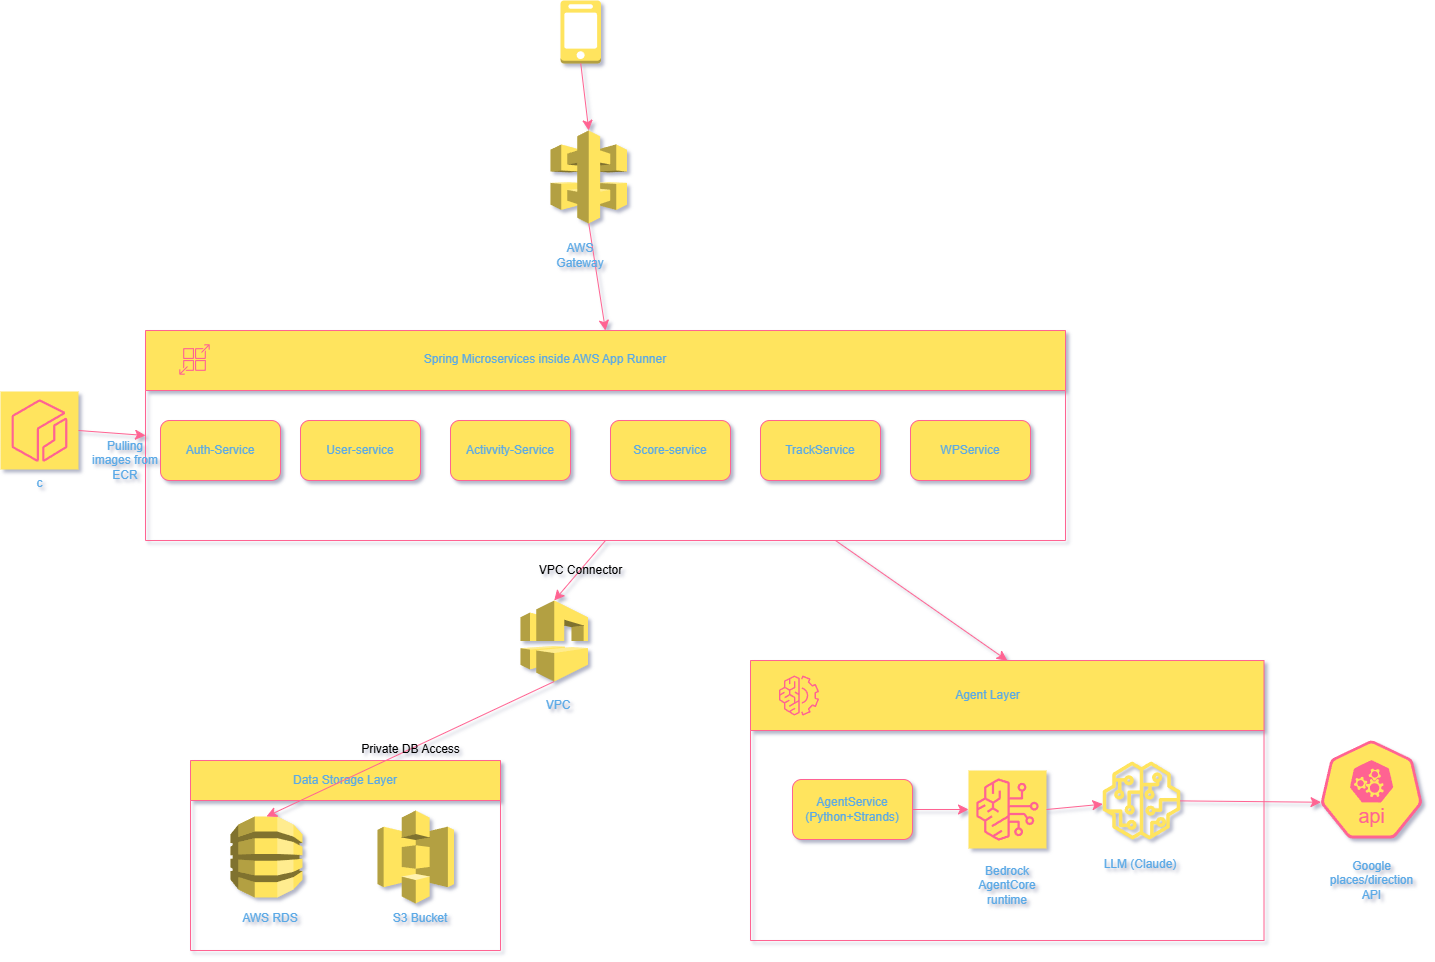 AWS
Gateway
Spring Microservices inside AWS App Runner
Pulling
images from
ECR
c
Auth-Service
User-service
Activvity-Service
Score-service
TrackService
WPService
VPC Connector
VPC
Private DB Access
Data Storage Layer
AWS RDS
S3 Bucket
Agent Layer
AgentService
(Python+Strands)
Bedrock
AgentCore
runtime
LLM (Claude)
api
Google
places/direction
API